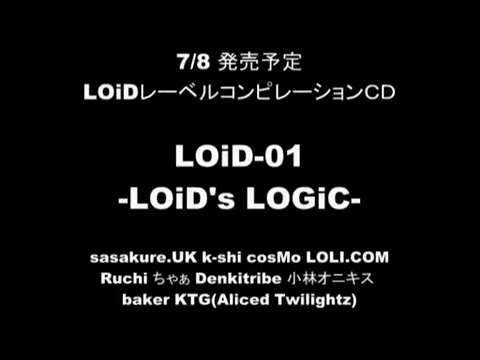 7/8 発売予定
LOiDレーベルコンピレーションCD
LOiD-01
-LOiD's LOGiC-
sasakure.UK k-shi cosMo LOLI.COM
Ruchi ちゃぁ Denkitribe 小林オニキス
baker KTG(Aliced Twilightz)